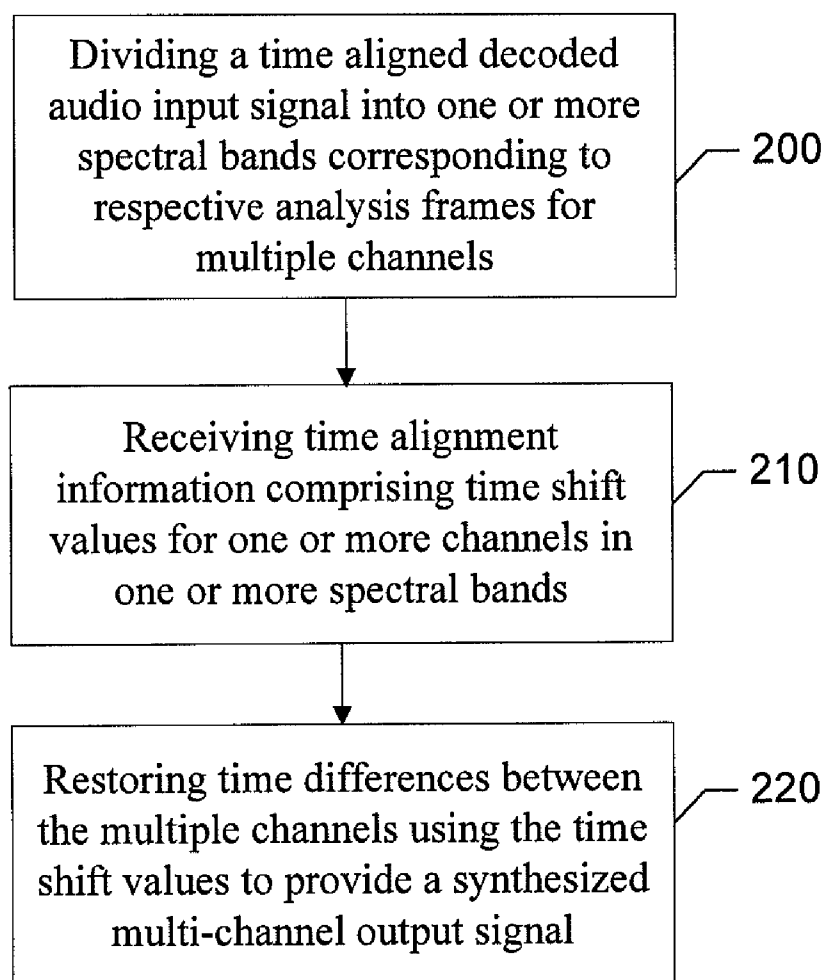 Dividing a time aligned decoded
audio input signal into one or more
spectral bands corresponding to
respective analysis frames for
multiple channels
200
Receiving time alignment
information comprising time shift
values for one or more channels in
one or more spectral bands
210
Restoring time differences between
the multiple channels using the time
shift values to provide a synthesized
multi-channel output signal
220